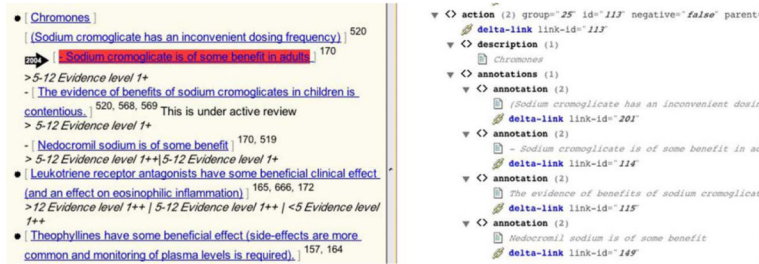 [ Chromones ]
[ (Sodium cromoglicate has an inconvenient dosing frequency) ] 520
2004 [ - Sodium cromoglicate is of some benefit in adults ] 170
>5-12 Evidence level 1+
- [ The evidence of benefits of sodium cromoglicates in children is
contentious. ] 520, 568, 569 This is under active review
> 5-12 Evidence level 1+
- [ Nedocromil sodium is of some benefit ] 170, 519
> 5-12 Evidence level 1++|5-12 Evidence level 1+
[ Leukotriene receptor antagonists have some beneficial clinical effect
(and an effect on eosinophilic inflammation) ] 165, 666, 172
>12 Evidence level 1++ | 5-12 Evidence level 1++ | <5 Evidence level
1++
[ Theophyllines have some beneficial effect (side-effects are more
common and monitoring of plasma levels is required). ] 157, 164
<> action (2) group="25" id="113" negative="false" parent
delta-link link-id="113"
<> description (1)
Chromones
<> annotations (1)
<> annotation (2)
(Sodium cromoglicate has an inconvenient dosin
delta-link link-id="201"
<> annotation (2)
- Sodium cromoglicate is of some benefit in ad
delta-link link-id="114"
<> annotation (2)
The evidence of benefits of sodium cromoglicat
delta-link link-id="115"
<> annotation (2)
Nedocromil sodium is of some benefit
delta-link link-id="149"